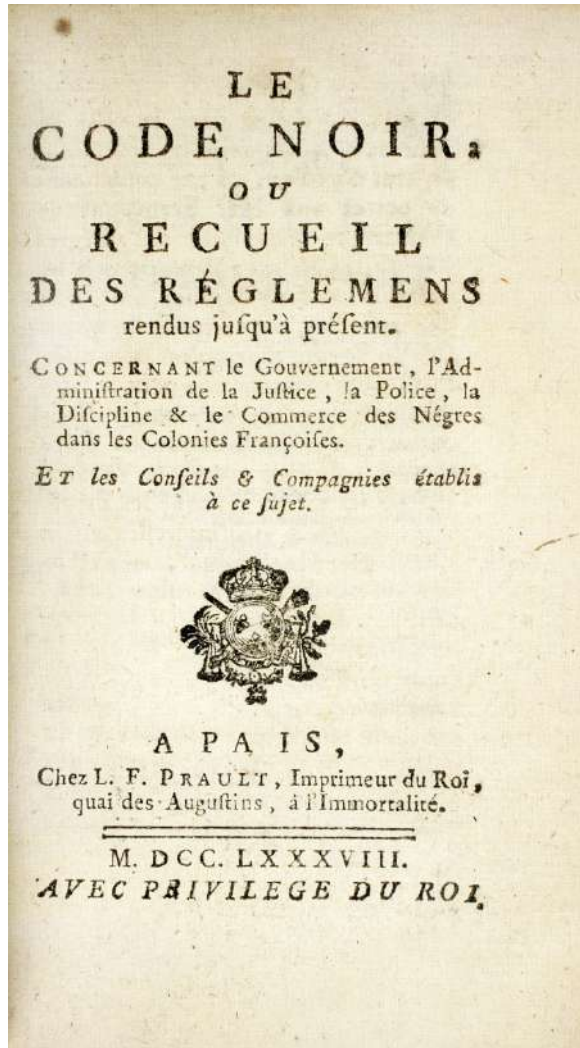 LE
CODE NOIR,
OU
RECUEIL
DES RÉGLEMENS
rendus juſqu'à préſent.
CONCERNANT le Gouvernement, l'Ad-
miniſtration de la Juſtice, la Police, la
Diſcipline & le Commerce des Négres
dans les Colonies Françoiſes.
ET les Conſeils & Compagnies établis
à ce ſujet.
A PAIS,
Chez L. F. PRAULT, Imprimeur du Roi,
quai des Auguſtins, à l'Immortalité.
M. DCC. LXXXVIII.
AVEC PRIVILEGE DU ROI.